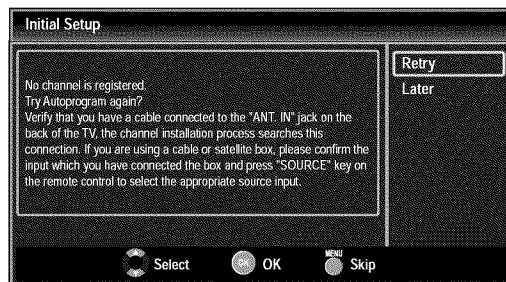 Initial Setup
No channel is registered.
Try Autoprogram again?
Verify that you have a cable connected to the "ANT. IN" jack on the
back of the TV, the channel installation process searches this
connection. If you are using a cable or satellite box, please confirm the
input which you have connected the box and press "SOURCE" key on
the remote control to select the appropriate source input.
Retry
Later
Select
OK
OK
MENU
Skip